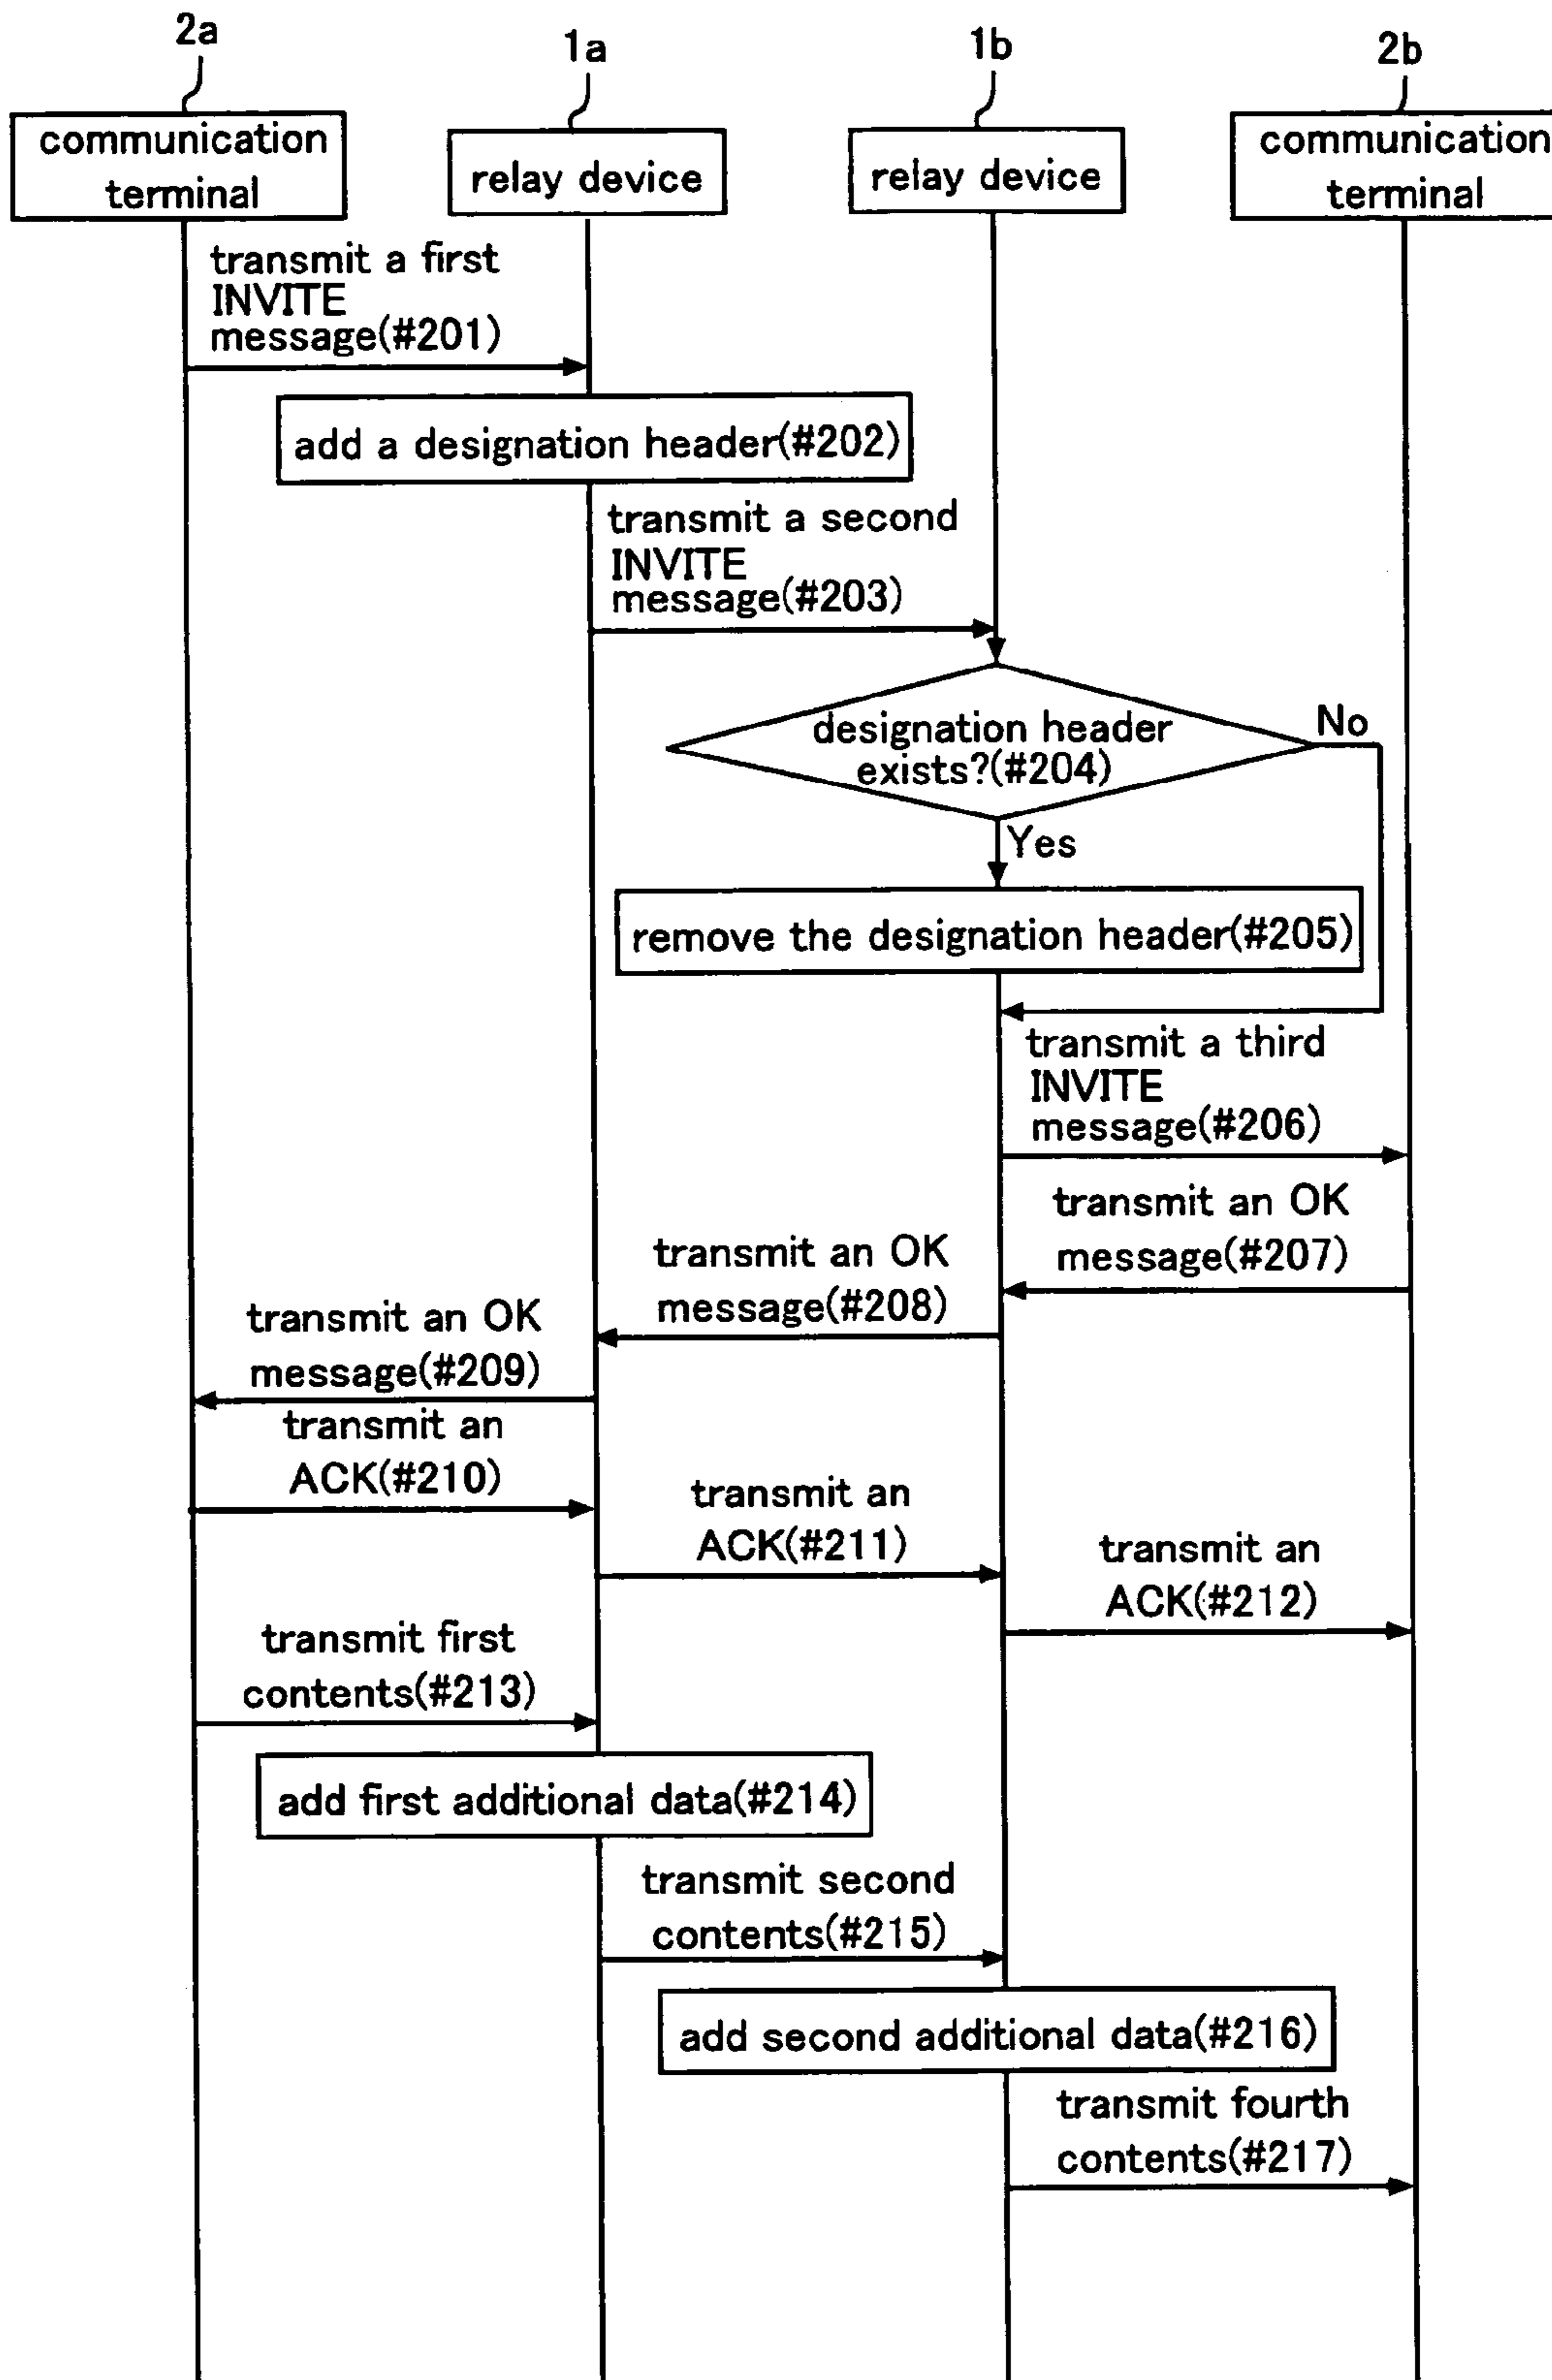 2a
1a
1b
2b
communication
terminal
relay device
relay device
communication
terminal
transmit a first
INVITE
message(#201)
add a designation header(#202)
transmit a second
INVITE
message(#203)
designation header
exists?(#204)
No
Yes
remove the designation header(#205)
transmit a third
INVITE
message(#206)
transmit an OK
message(#207)
transmit an OK
message(#208)
transmit an OK
message(#209)
transmit an
ACK(#210)
transmit an
ACK(#211)
transmit an
ACK(#212)
transmit first
contents(#213)
add first additional data(#214)
transmit second
contents(#215)
add second additional data(#216)
transmit fourth
contents(#217)